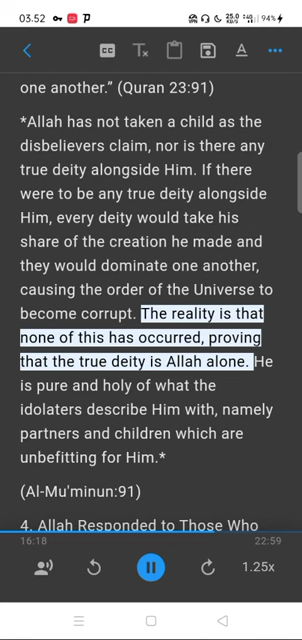 03.52
25.0
KB/S
94%
CC
A
one another.” (Quran 23:91)
*Allah has not taken a child as the
disbelievers claim, nor is there any
true deity alongside Him. If there
were to be any true deity alongside
Him, every deity would take his
share of the creation he made and
they would dominate one another,
causing the order of the Universe to
become corrupt. The reality is that
none of this has occurred, proving
that the true deity is Allah alone. He
is pure and holy of what the
idolaters describe Him with, namely
partners and children which are
unbefitting for Him.*
(Al-Mu'minun:91)
4. Allah Responded to Those Who
16:18
22:59
1.25x